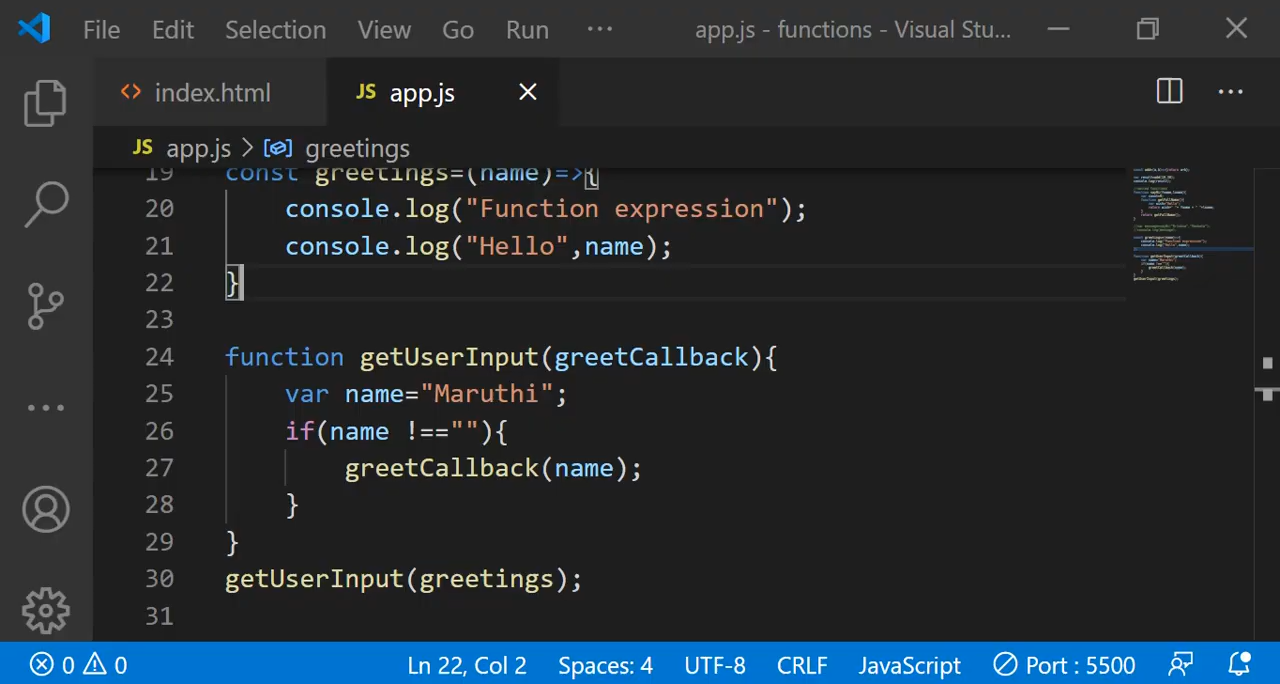 File Edit Selection View Go Run ··· app.js - functions - Visual Stu...
<> index.html JS app.js
JS app.js > greetings
19 const greetings=(name)=>{
20 console.log("Function expression");
21 console.log("Hello",name);
22 }
23
24 function getUserInput(greetCallback){
25 var name="Maruthi";
26 if(name !==""){
27 greetCallback(name);
28 }
29 }
30 getUserInput(greetings);
31
0 0 Ln 22, Col 2 Spaces: 4 UTF-8 CRLF JavaScript Port : 5500